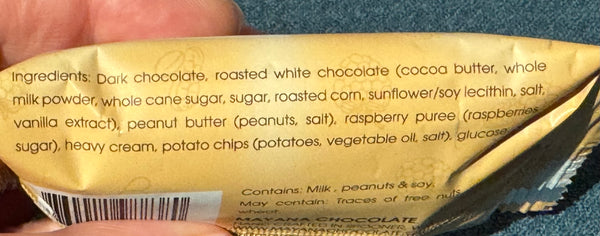 Ingredients: Dark chocolate, roasted white chocolate (cocoa butter, whole
milk powder, whole cane sugar, sugar, roasted corn, sunflower/soy lecithin, salt,
vanilla extract), peanut butter (peanuts, salt), raspberry puree (raspberries,
sugar), heavy cream, potato chips (potatoes, vegetable oil, salt), glucose
Contains: Milk , peanuts & soy.
May contain: Traces of tree nuts
wheat.
MAYANA CHOCOLATE
SPOONER, W